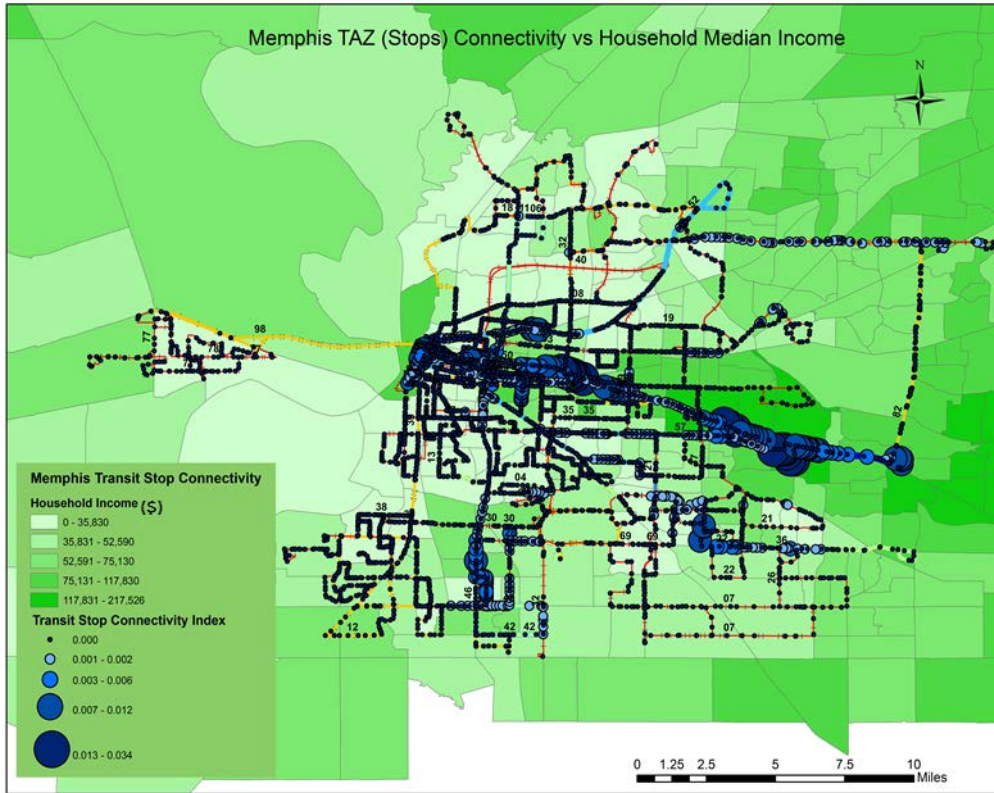 Memphis TAZ (Stops) Connectivity vs Household Median Income
N
52
18
1106
32
40
08
19
98
77
82
35 35
57
13
04
38
30 30
21
69 69
36
22
26
46
07
12
42 42
07
Memphis Transit Stop Connectivity
Household Income ($)
0 - 35,830
35,831 - 52,590
52,591 - 75,130
75,131 - 117,830
117,831 - 217,526
Transit Stop Connectivity Index
0.000
0.001 - 0.002
0.003 - 0.006
0.007 - 0.012
0.013 - 0.034
0 1.25 2.5 5 7.5 10
Miles